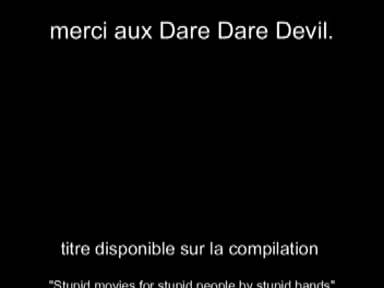 merci aux Dare Dare Devil.
titre disponible sur la compilation
"Stupid movies for stupid people by stupid hands"